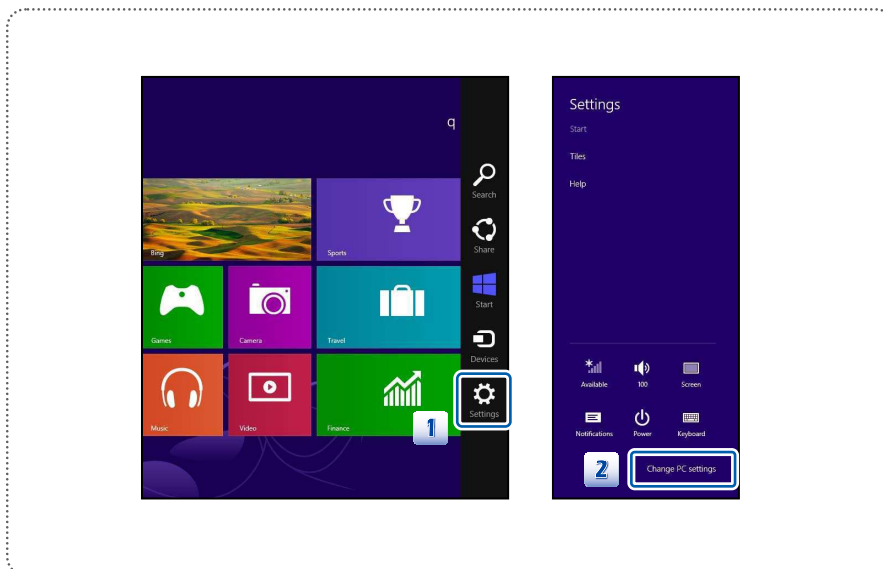 q
Search
Bing
Sports
Share
Start
Games
Camera
Travel
Devices
Music
Video
Finance
1
Settings
Settings
Start
Tiles
Help
Available
100
Screen
Notifications
Power
Keyboard
2
Change PC settings